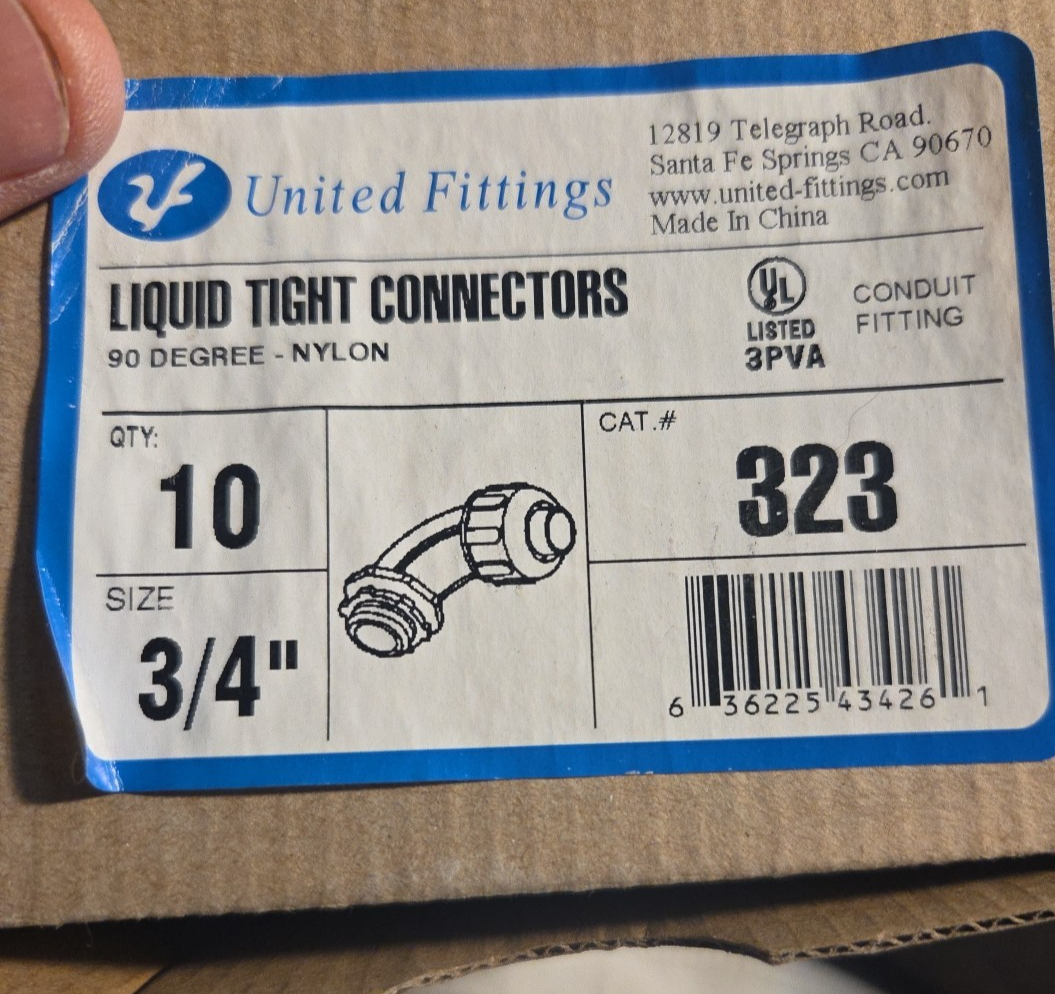 United Fittings
12819 Telegraph Road.
Santa Fe Springs CA 90670
www.united-fittings.com
Made In China
LIQUID TIGHT CONNECTORS
90 DEGREE - NYLON
UL
LISTED
3PVA
CONDUIT
FITTING
QTY:
10
SIZE
3/4"
CAT.#
323
6 36225 43426 1